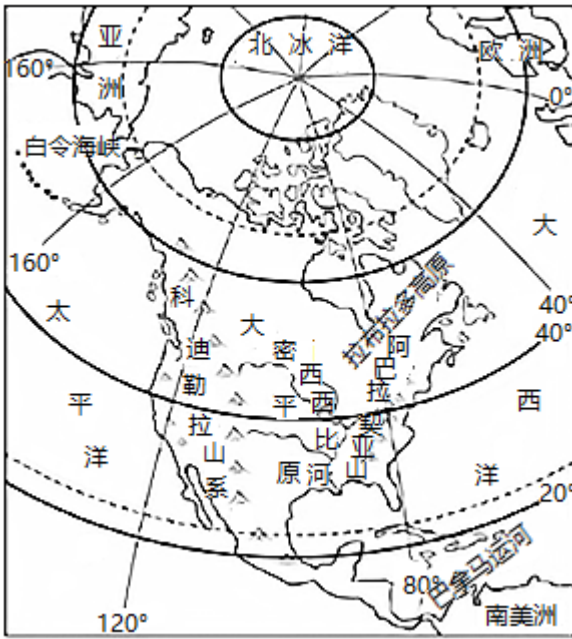 亚洲
北冰洋
欧洲
160°
0°
白令海峡
160°
大西洋
太平洋
40°
40°
20°
拉布拉多高原
科迪勒拉山系
大平原
密西西比河
阿巴拉契亚山
80°
巴拿马运河
120°
南美洲